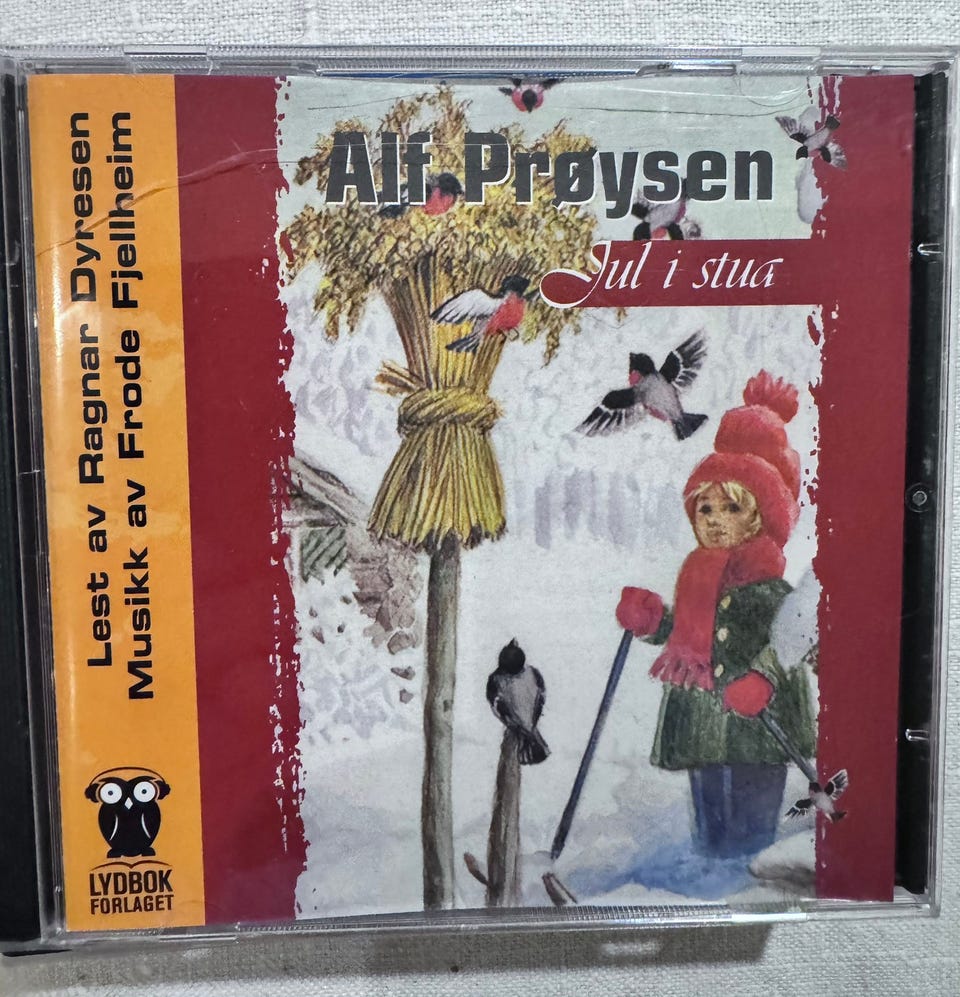 Alf Prøysen
Jul i stua
Lest av Ragnar Dyresen
Musikk av Frode Fjellheim
LYDBOK
FORLAGET